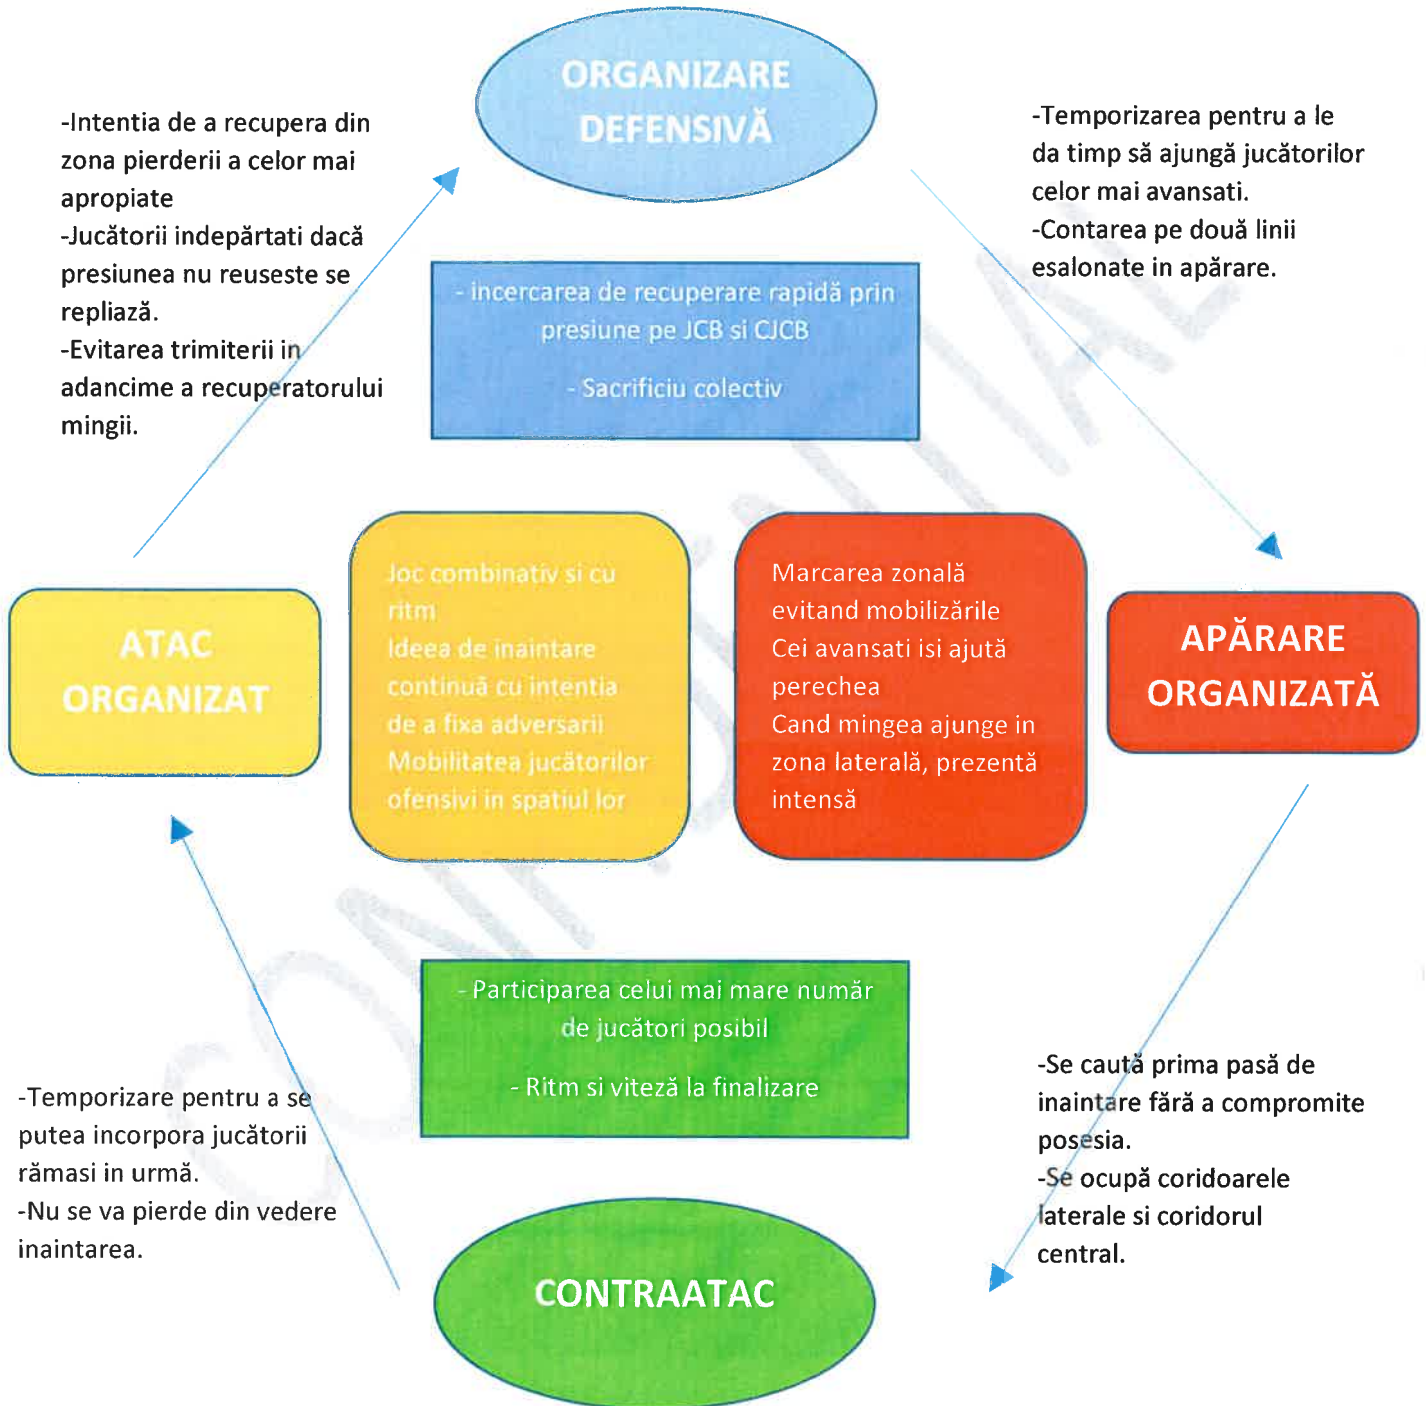 ORGANIZARE
DEFENSIVĂ
-Intentia de a recupera din
zona pierderii a celor mai
apropiate
-Jucătorii indepărtati dacă
presiunea nu reuseste se
repliază.
-Evitarea trimiterii in
adancime a recuperatorului
mingii.
-Temporizarea pentru a le
da timp să ajungă jucătorilor
celor mai avansati.
-Contarea pe două linii
esalonate in apărare.
- incercarea de recuperare rapidă prin
presiune pe JCB si CJCB
- Sacrificiu colectiv
ATAC
ORGANIZAT
Joc combinativ si cu
ritm
Ideea de inaintare
continuă cu intentia
de a fixa adversarii
Mobilitatea jucătorilor
ofensivi in spatiul lor
Marcarea zonală
evitand mobilizările
Cei avansati isi ajută
perechea
Cand mingea ajunge in
zona laterală, prezentă
intensă
APĂRARE
ORGANIZATĂ
- Participarea celui mai mare număr
de jucători posibil
- Ritm si viteză la finalizare
-Temporizare pentru a se
putea incorpora jucătorii
rămasi in urmă.
-Nu se va pierde din vedere
inaintarea.
-Se caută prima pasă de
inaintare fără a compromite
posesia.
-Se ocupă coridoarele
laterale si coridorul
central.
CONTRAATAC